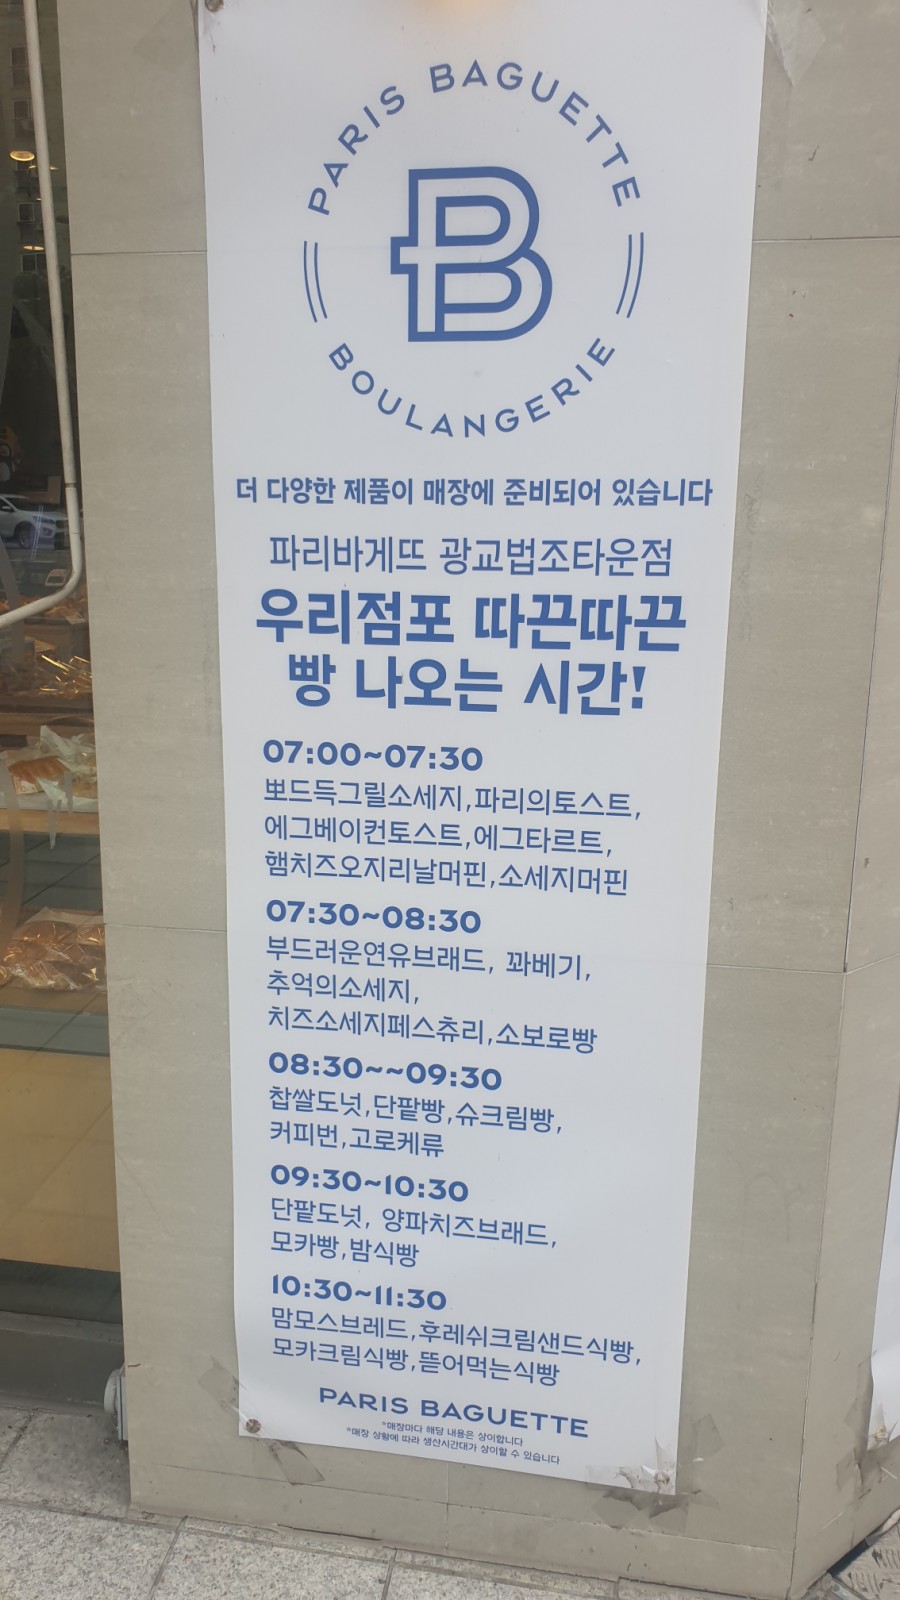 PARIS BAGUETTE
B
BOULANGERIE
더 다양한 제품이 매장에 준비되어 있습니다
파리바게뜨 광교법조타운점
우리점포 따끈따끈
빵 나오는 시간!
07:00~07:30
뽀드득그릴소세지,파리의토스트,
에그베이컨토스트,에그타르트,
햄치즈오지리날머핀,소세지머핀
07:30~08:30
부드러운연유브래드, 꽈베기,
추억의소세지,
치즈소세지페스츄리,소보로빵
08:30~~09:30
찹쌀도넛,단팥빵,슈크림빵,
커피번,고로케류
09:30~10:30
단팥도넛, 양파치즈브래드,
모카빵,밤식빵
10:30~11:30
맘모스브레드,후레쉬크림샌드식빵,
모카크림식빵,뜯어먹는식빵
PARIS BAGUETTE
*매장마다 해당 내용은 상이합니다
*매장 상황에 따라 생산시간대가 상이할 수 있습니다